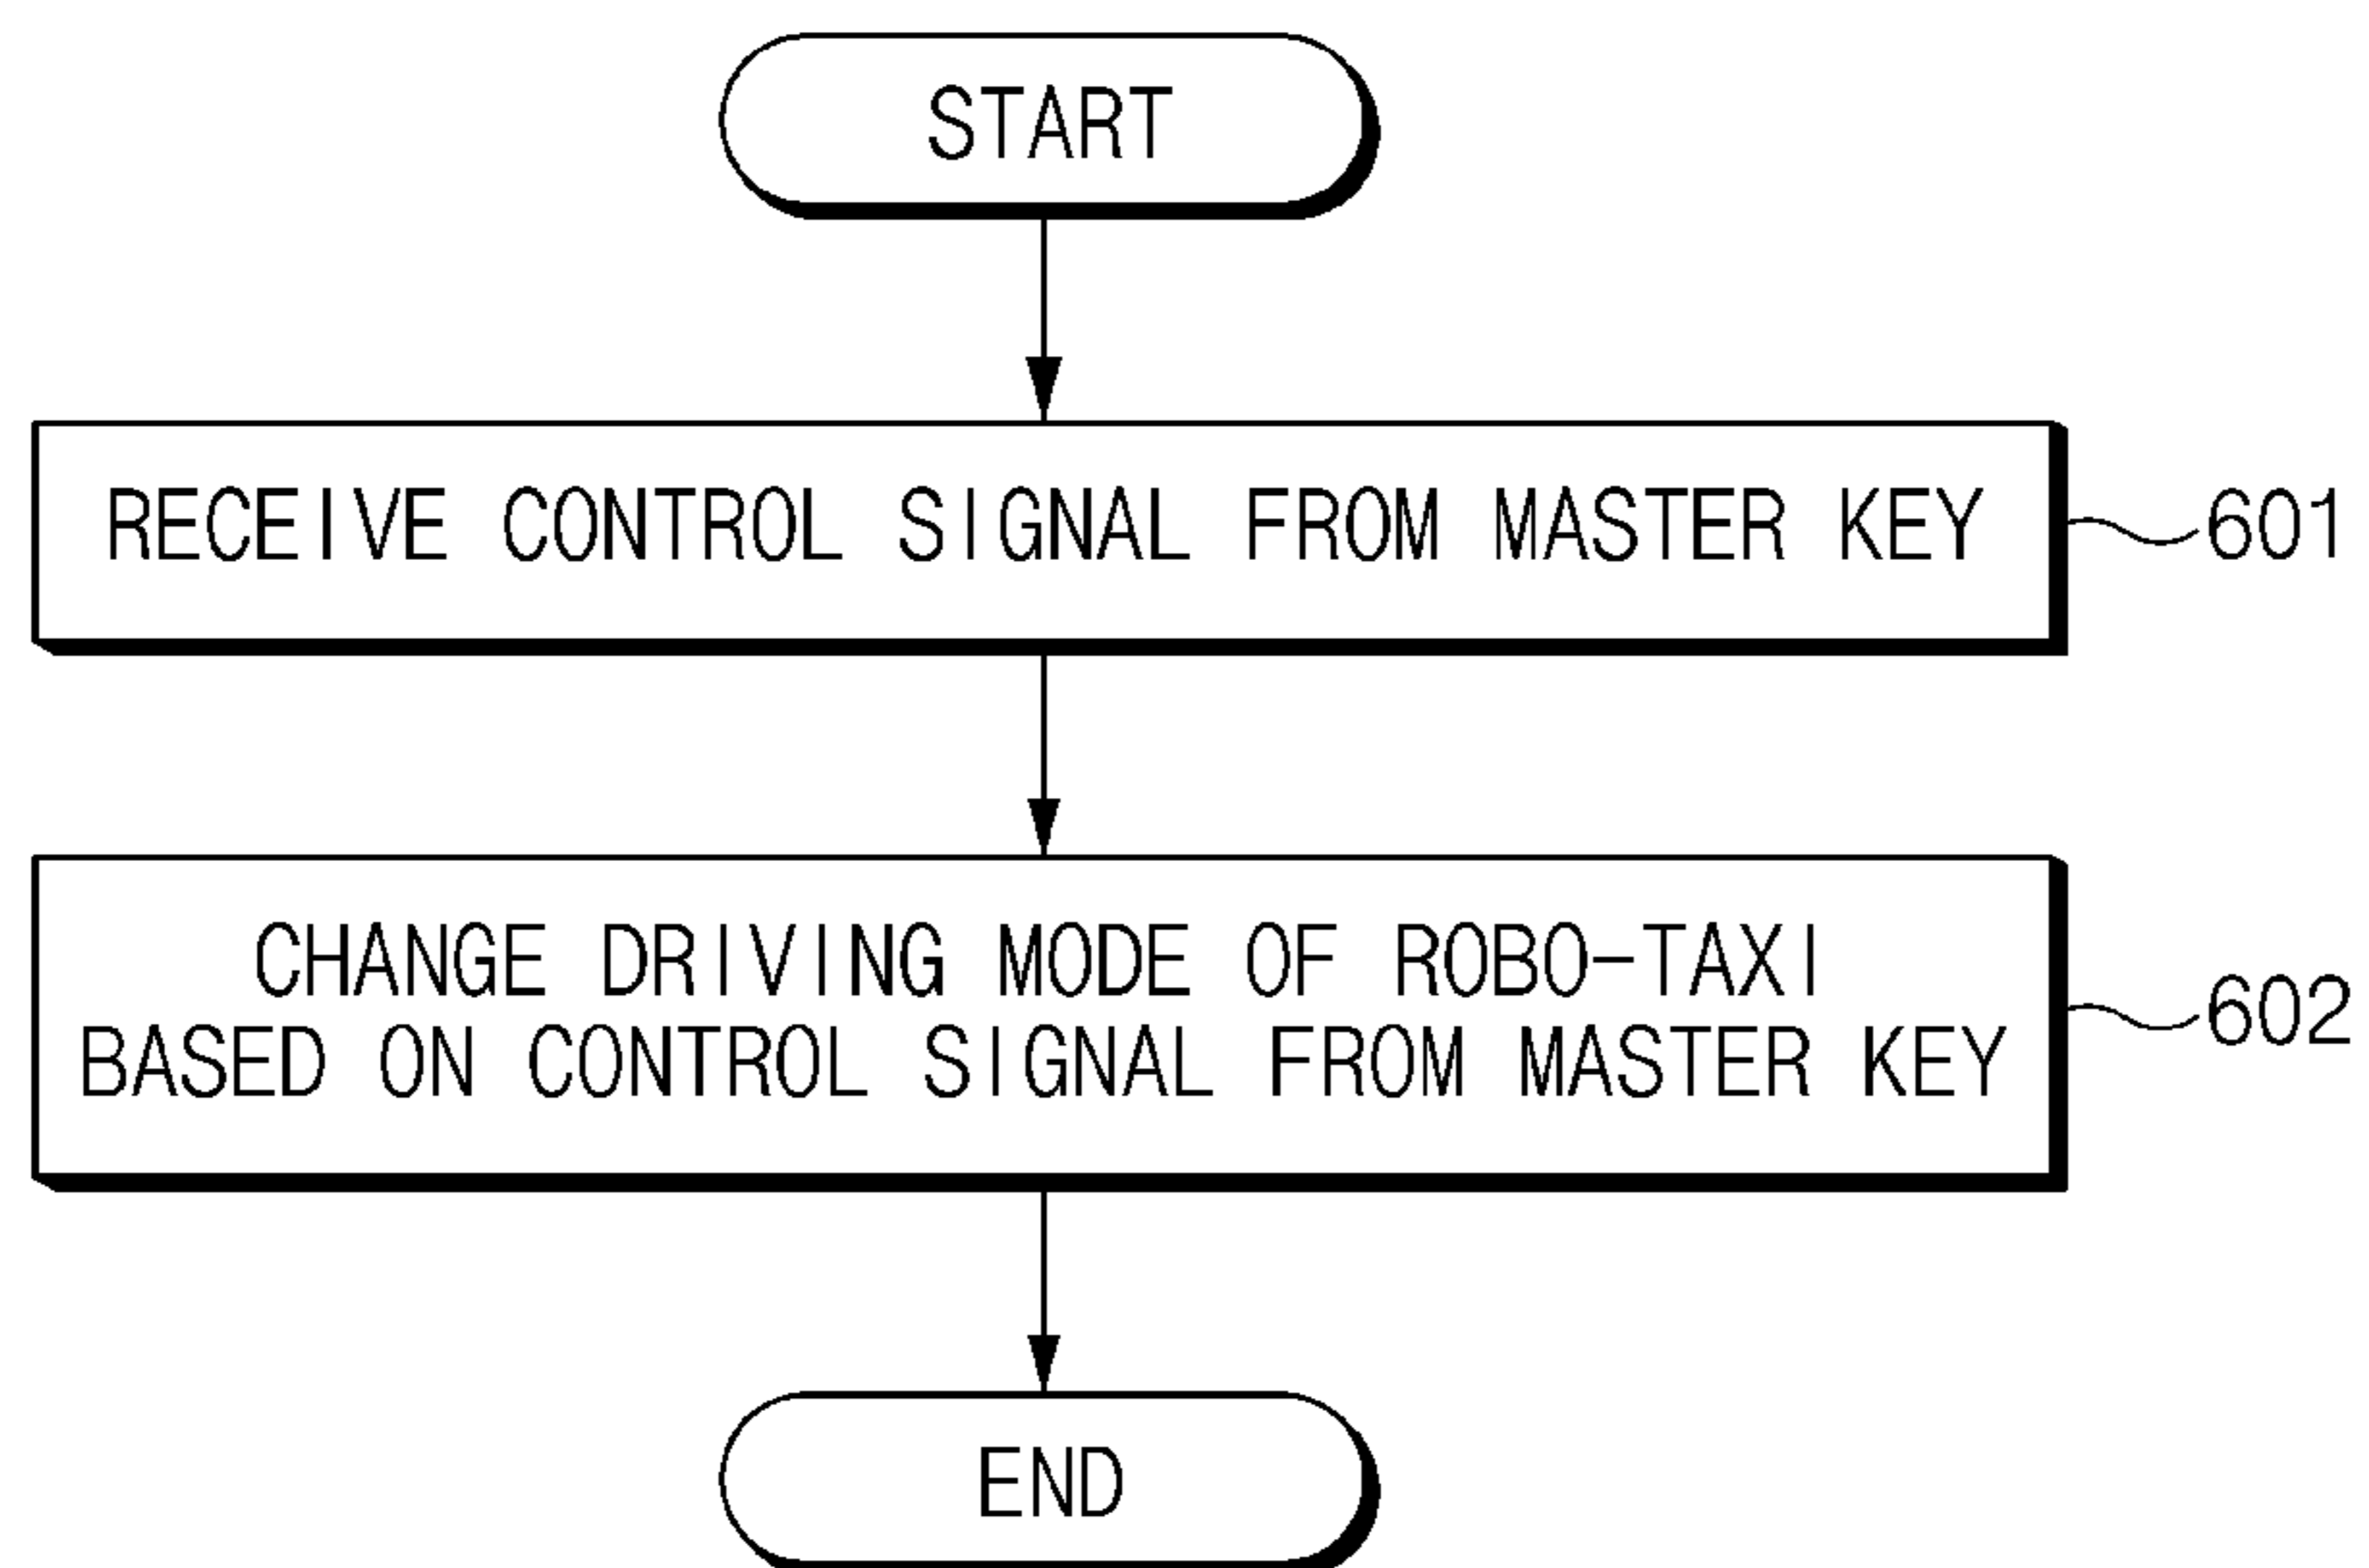 START
RECEIVE CONTROL SIGNAL FROM MASTER KEY
601
CHANGE DRIVING MODE OF ROBO-TAXI
BASED ON CONTROL SIGNAL FROM MASTER KEY
602
END